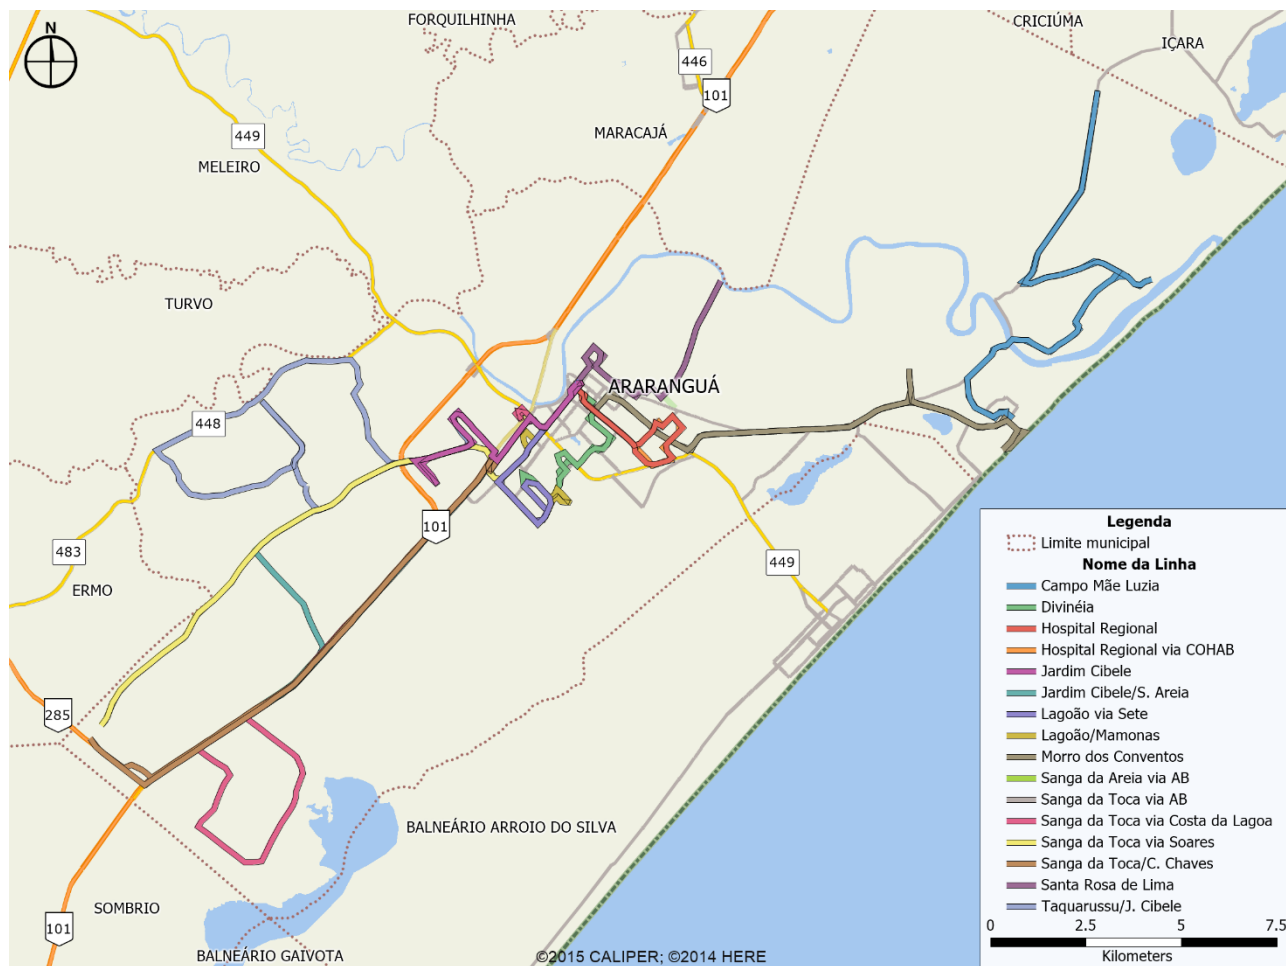 N
FORQUILHINHA
CRICIÚMA
IÇARA
446
101
449
MARACAJÁ
MELEIRO
TURVO
ARARANGUÁ
448
101
483
449
ERMO
285
BALNEÁRIO ARROIO DO SILVA
SOMBRIO
101
BALNEÁRIO GAIVOTA
©2015 CALIPER; ©2014 HERE
Legenda
Limite municipal
Nome da Linha
Campo Mãe Luzia
Divinéia
Hospital Regional
Hospital Regional via COHAB
Jardim Cibele
Jardim Cibele/S. Areia
Lagoão via Sete
Lagoão/Mamonas
Morro dos Conventos
Sanga da Areia via AB
Sanga da Toca via AB
Sanga da Toca via Costa da Lagoa
Sanga da Toca via Soares
Sanga da Toca/C. Chaves
Santa Rosa de Lima
Taquarussu/J. Cibele
0 2.5 5 7.5
Kilometers